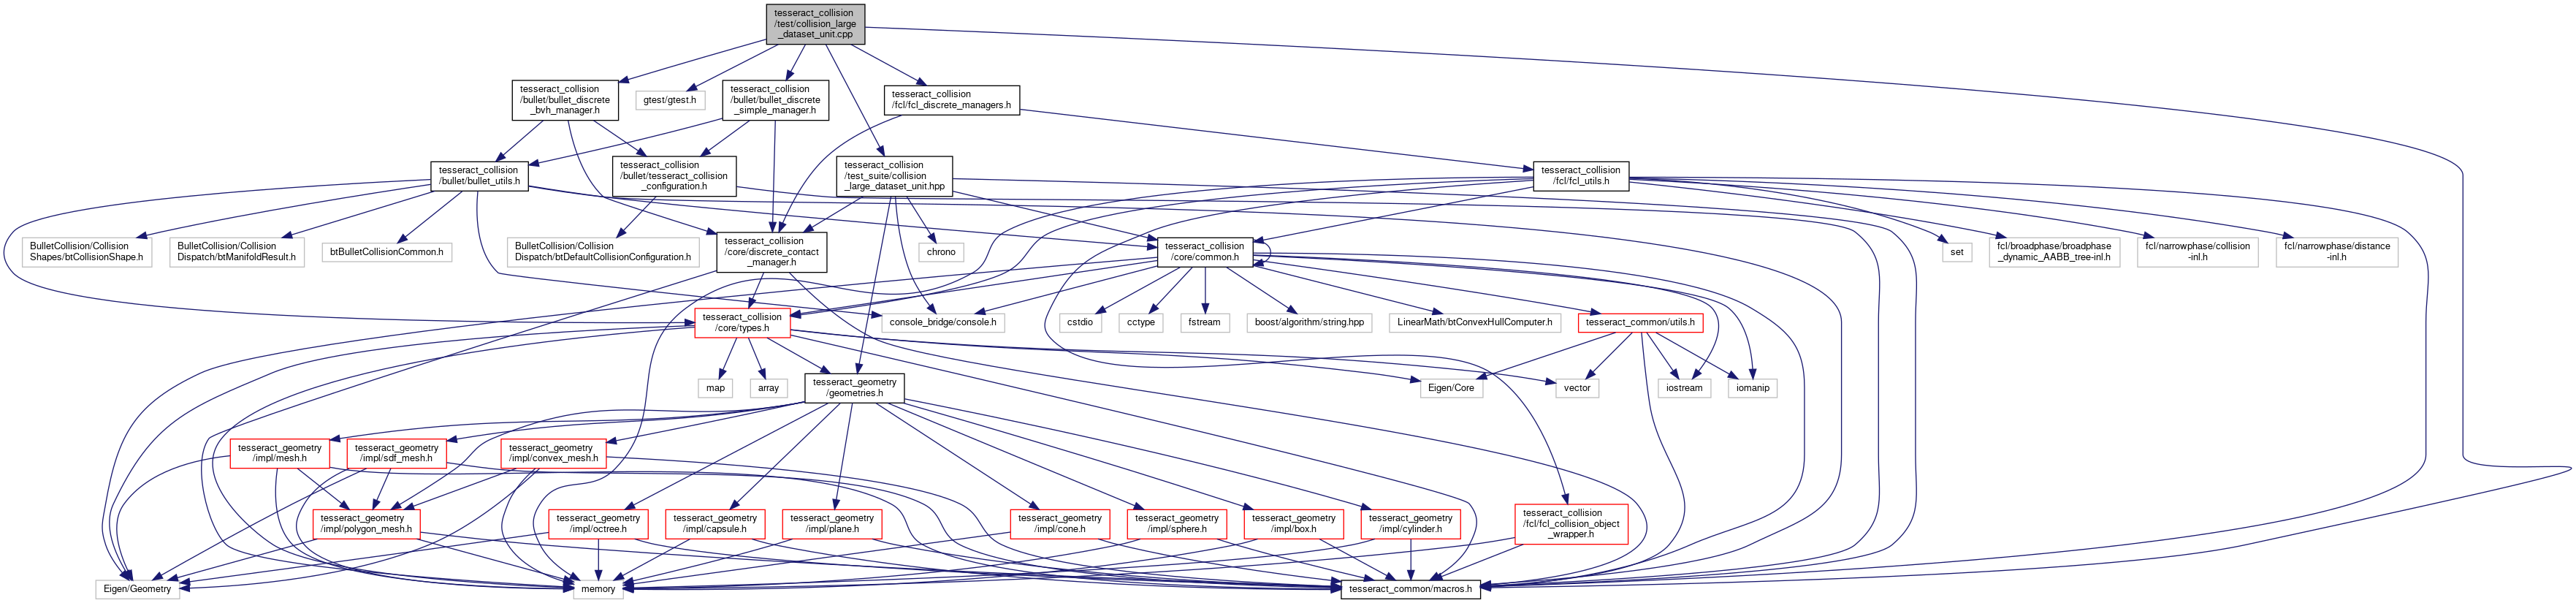 tesseract_collision
/test/collision_large
_dataset_unit.cpp
tesseract_collision
/bullet/bullet_discrete
_bvh_manager.h
gtest/gtest.h
tesseract_collision
/bullet/bullet_discrete
_simple_manager.h
tesseract_collision
/fcl/fcl_discrete_managers.h
tesseract_collision
/bullet/bullet_utils.h
tesseract_collision
/bullet/tesseract_collision
_configuration.h
tesseract_collision
/test_suite/collision
_large_dataset_unit.hpp
tesseract_collision
/fcl/fcl_utils.h
BulletCollision/Collision
Shapes/btCollisionShape.h
BulletCollision/Collision
Dispatch/btManifoldResult.h
btBulletCollisionCommon.h
BulletCollision/Collision
Dispatch/btDefaultCollisionConfiguration.h
tesseract_collision
/core/discrete_contact
_manager.h
chrono
tesseract_collision
/core/common.h
set
fcl/broadphase/broadphase
_dynamic_AABB_tree-inl.h
fcl/narrowphase/collision
-inl.h
fcl/narrowphase/distance
-inl.h
tesseract_collision
/core/types.h
console_bridge/console.h
cstdio
cctype
fstream
boost/algorithm/string.hpp
LinearMath/btConvexHullComputer.h
tesseract_common/utils.h
map
array
tesseract_geometry
/geometries.h
Eigen/Core
vector
iostream
iomanip
tesseract_geometry
/impl/mesh.h
tesseract_geometry
/impl/sdf_mesh.h
tesseract_geometry
/impl/convex_mesh.h
tesseract_geometry
/impl/polygon_mesh.h
tesseract_geometry
/impl/octree.h
tesseract_geometry
/impl/capsule.h
tesseract_geometry
/impl/plane.h
tesseract_geometry
/impl/cone.h
tesseract_geometry
/impl/sphere.h
tesseract_geometry
/impl/box.h
tesseract_geometry
/impl/cylinder.h
tesseract_collision
/fcl/fcl_collision_object
_wrapper.h
Eigen/Geometry
memory
tesseract_common/macros.h